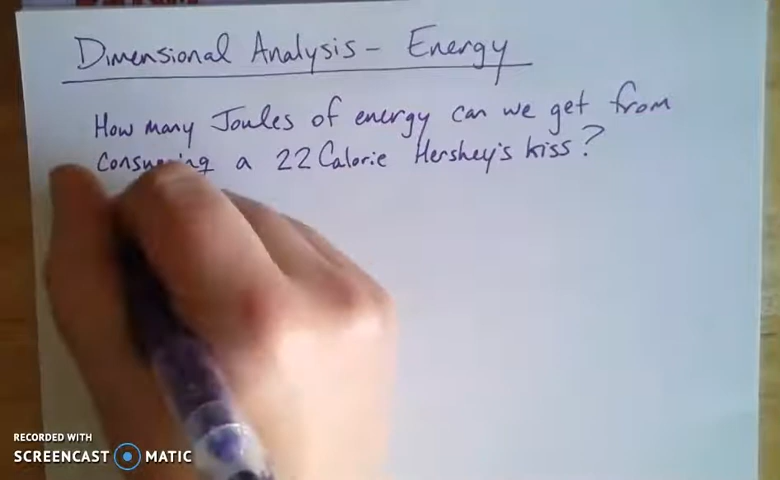 Dimensional Analysis - Energy
How many Joules of energy can we get from
consuming a 22 Calorie Hershey's kiss?
RECORDED WITH
SCREENCAST MATIC